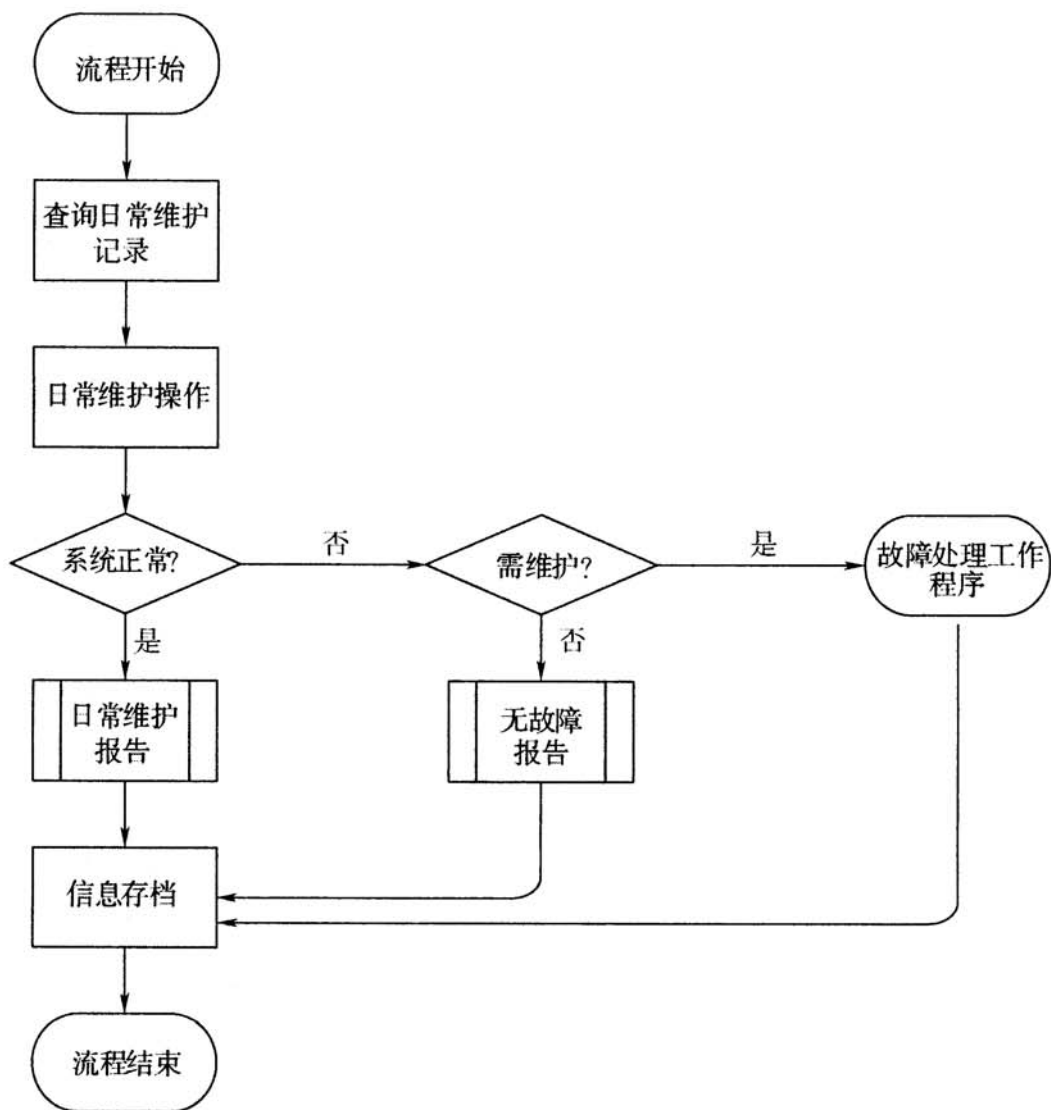 流程开始
查询日常维护
记录
日常维护操作
系统正常?
否
需维护?
是
故障处理工作
程序
是
否
日常维护
报告
无故障
报告
信息存档
流程结束